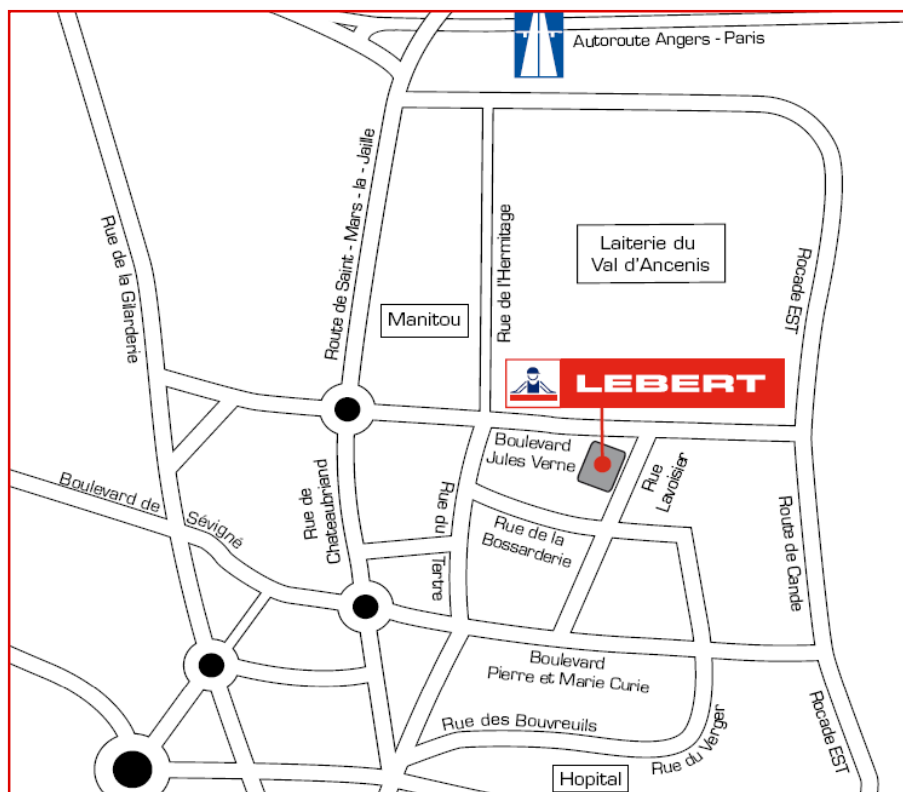 Autoroute Angers - Paris
Route de Saint - Mars - la - Jaille
Rue de la Gilarderie
Rue de l'Hermitage
Laiterie du
Val d'Ancenis
Rocade EST
Manitou
LEBERT
Boulevard
Jules Verne
Rue
Lavoisier
Boulevard de
Sévigné
Rue de
Chateaubriand
Rue du
Tertre
Rue de la
Bossarderie
Route de Cande
Boulevard
Pierre et Marie Curie
Rue des Bouvreuils
Rue du Verger
Rocade EST
Hopital